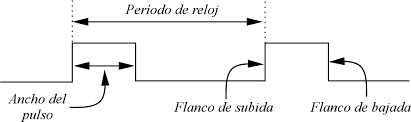 Periodo de reloj
Ancho del
pulso
Flanco de subida
Flanco de bajada